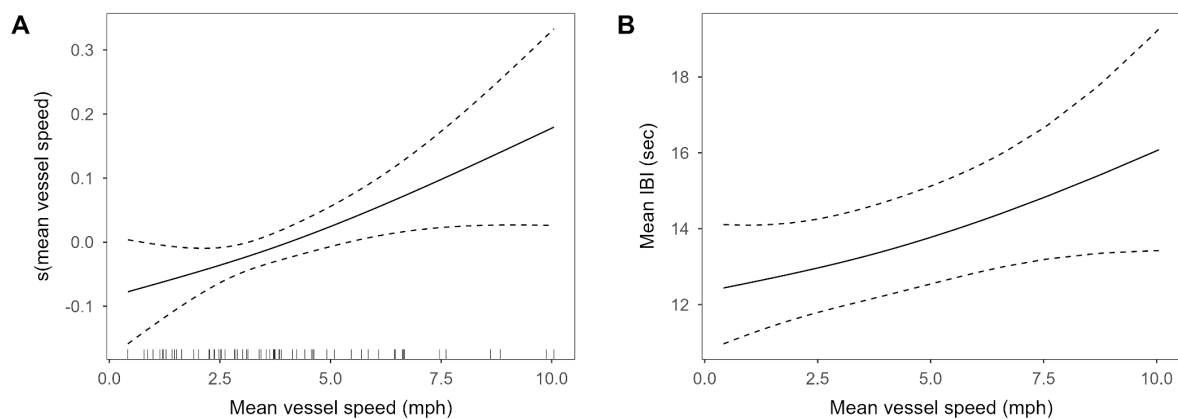 A
s(mean vessel speed)
0.3
0.2
0.1
0.0
-0.1
0.0 2.5 5.0 7.5 10.0
Mean vessel speed (mph)
B
Mean IBI (sec)
18
16
14
12
0.0 2.5 5.0 7.5 10.0
Mean vessel speed (mph)